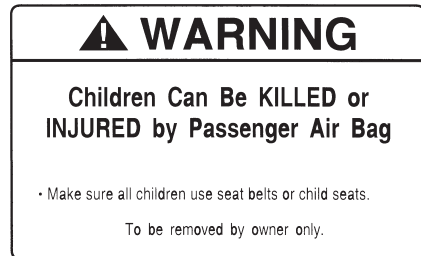 WARNING
Children Can Be KILLED or
INJURED by Passenger Air Bag
• Make sure all children use seat belts or child seats.
To be removed by owner only.